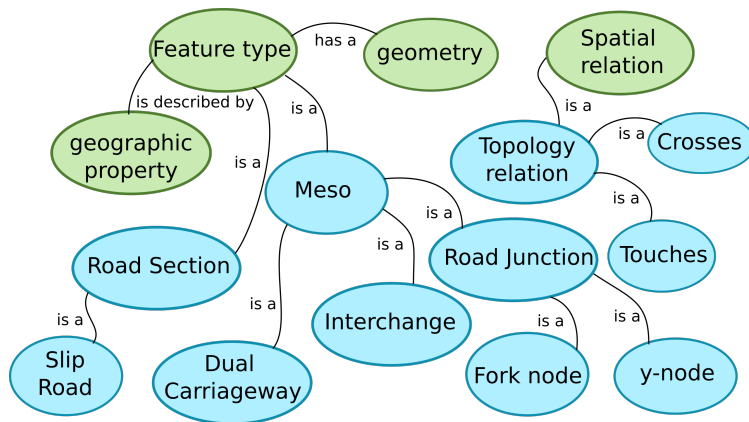 Feature type
has a
geometry
Spatial
relation
is described by
is a
is a
geographic
property
is a
Topology
relation
is a
Crosses
Meso
is a
is a
is a
Touches
Road Section
Road Junction
is a
is a
Interchange
is a
is a
Slip
Road
Dual
Carriageway
Fork node
y-node